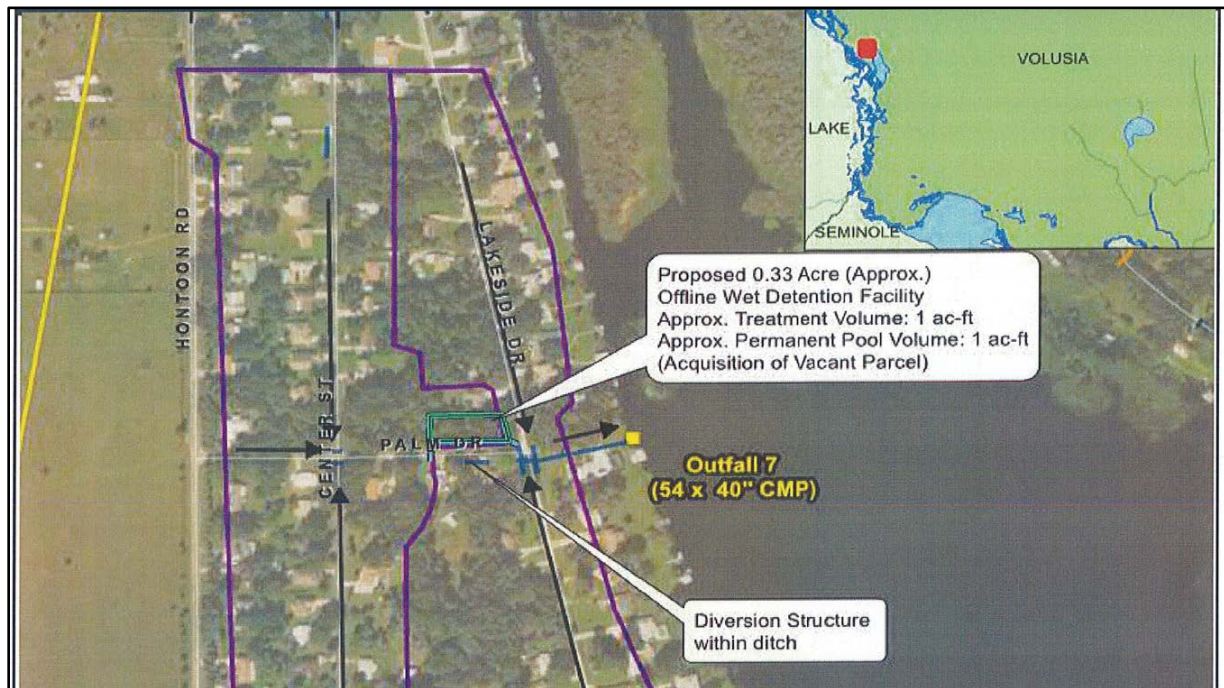 VOLUSIA
LAKE
SEMINOLE
HONTOON RD
CENTER ST
LAKESIDE DR
PALM DR
Proposed 0.33 Acre (Approx.)
Offline Wet Detention Facility
Approx. Treatment Volume: 1 ac-ft
Approx. Permanent Pool Volume: 1 ac-ft
(Acquisition of Vacant Parcel)
Outfall 7
(54 x 40" CMP)
Diversion Structure
within ditch